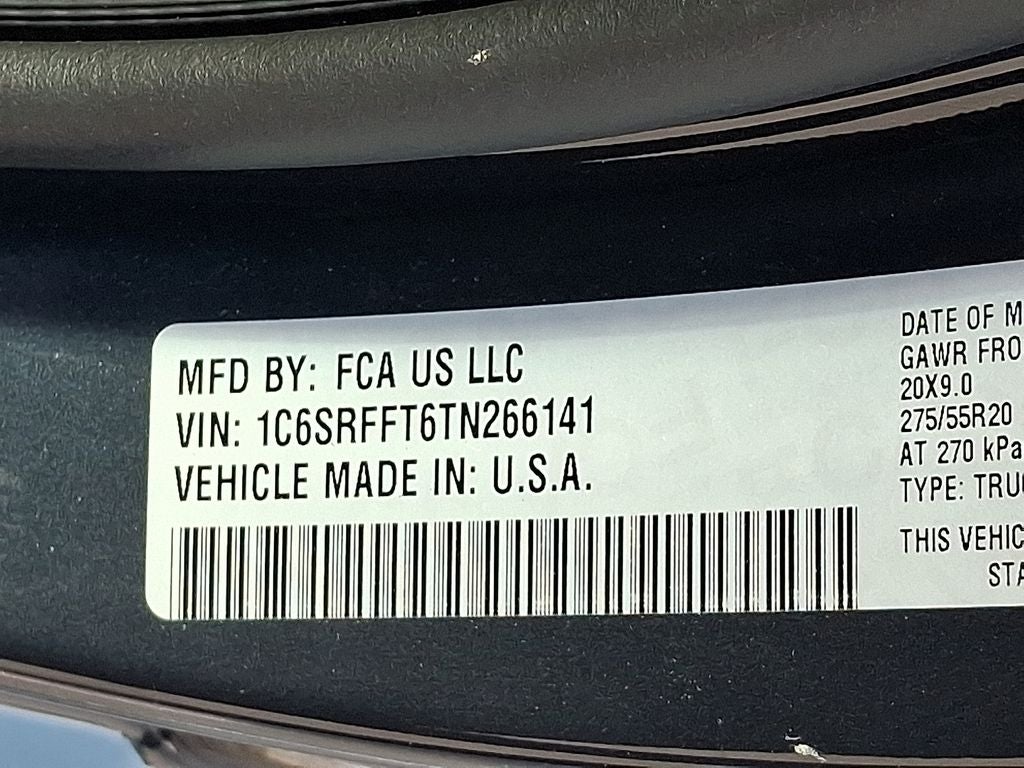 MFD BY: FCA US LLC
VIN: 1C6SRFFT6TN266141
VEHICLE MADE IN: U.S.A.
DATE OF M
GAWR FRO
20X9.0
275/55R20
AT 270 kPa
TYPE: TRU
THIS VEHIC
STA